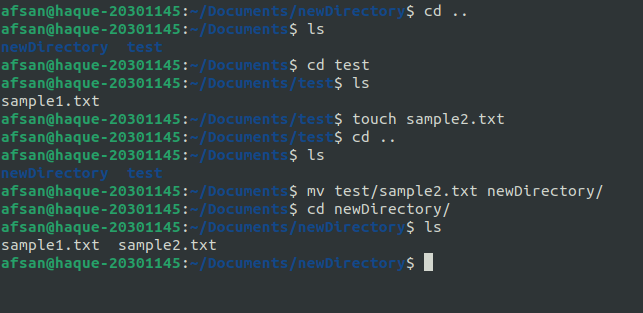 afsan@haque-20301145:~/Documents/newDirectory$ cd ..
afsan@haque-20301145:~/Documents$ ls
newDirectory  test
afsan@haque-20301145:~/Documents$ cd test
afsan@haque-20301145:~/Documents/test$ ls
sample1.txt
afsan@haque-20301145:~/Documents/test$ touch sample2.txt
afsan@haque-20301145:~/Documents/test$ cd ..
afsan@haque-20301145:~/Documents$ ls
newDirectory  test
afsan@haque-20301145:~/Documents$ mv test/sample2.txt newDirectory/
afsan@haque-20301145:~/Documents$ cd newDirectory/
afsan@haque-20301145:~/Documents/newDirectory$ ls
sample1.txt  sample2.txt
afsan@haque-20301145:~/Documents/newDirectory$